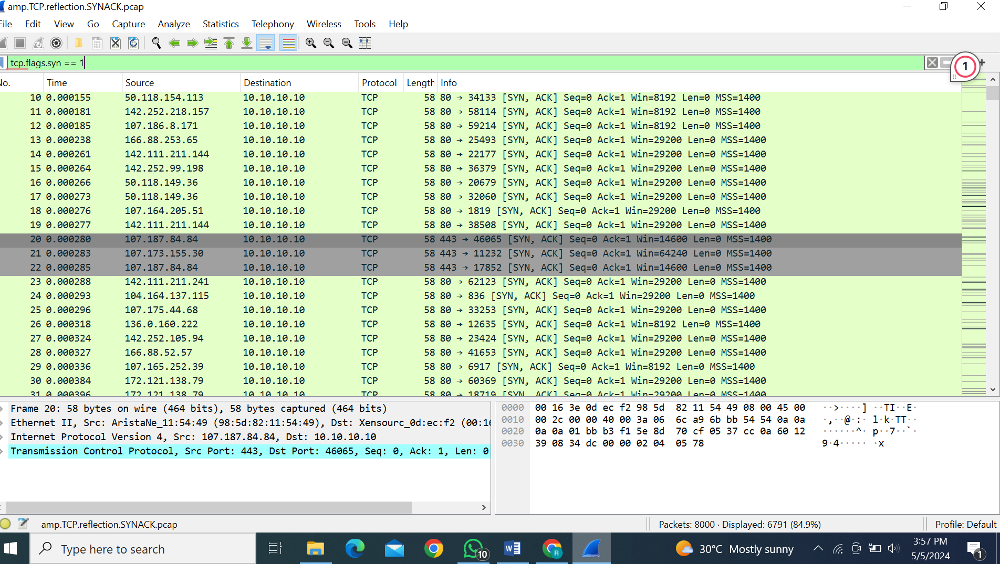 amp.TCP.reflection.SYNACK.pcap
File Edit View Go Capture Analyze Statistics Telephony Wireless Tools Help
tcp.flags.syn == 1
1
No. Time Source Destination Protocol Length Info
10 0.000155 50.118.154.113 10.10.10.10 TCP 58 80 → 34133 [SYN, ACK] Seq=0 Ack=1 Win=8192 Len=0 MSS=1400
11 0.000181 142.252.218.157 10.10.10.10 TCP 58 80 → 58114 [SYN, ACK] Seq=0 Ack=1 Win=8192 Len=0 MSS=1400
12 0.000185 107.186.8.171 10.10.10.10 TCP 58 80 → 59214 [SYN, ACK] Seq=0 Ack=1 Win=8192 Len=0 MSS=1400
13 0.000238 166.88.253.65 10.10.10.10 TCP 58 80 → 25493 [SYN, ACK] Seq=0 Ack=1 Win=29200 Len=0 MSS=1400
14 0.000261 142.111.211.144 10.10.10.10 TCP 58 80 → 22177 [SYN, ACK] Seq=0 Ack=1 Win=29200 Len=0 MSS=1400
15 0.000264 142.252.99.198 10.10.10.10 TCP 58 80 → 36379 [SYN, ACK] Seq=0 Ack=1 Win=29200 Len=0 MSS=1400
16 0.000266 50.118.149.36 10.10.10.10 TCP 58 80 → 20679 [SYN, ACK] Seq=0 Ack=1 Win=29200 Len=0 MSS=1400
17 0.000273 50.118.149.36 10.10.10.10 TCP 58 80 → 32060 [SYN, ACK] Seq=0 Ack=1 Win=29200 Len=0 MSS=1400
18 0.000276 107.164.205.51 10.10.10.10 TCP 58 80 → 1819 [SYN, ACK] Seq=0 Ack=1 Win=29200 Len=0 MSS=1400
19 0.000277 142.111.211.144 10.10.10.10 TCP 58 80 → 38508 [SYN, ACK] Seq=0 Ack=1 Win=29200 Len=0 MSS=1400
20 0.000280 107.187.84.84 10.10.10.10 TCP 58 443 → 46065 [SYN, ACK] Seq=0 Ack=1 Win=14600 Len=0 MSS=1400
21 0.000283 107.173.155.30 10.10.10.10 TCP 58 443 → 11232 [SYN, ACK] Seq=0 Ack=1 Win=64240 Len=0 MSS=1400
22 0.000285 107.187.84.84 10.10.10.10 TCP 58 443 → 17852 [SYN, ACK] Seq=0 Ack=1 Win=14600 Len=0 MSS=1400
23 0.000288 142.111.211.241 10.10.10.10 TCP 58 80 → 62123 [SYN, ACK] Seq=0 Ack=1 Win=29200 Len=0 MSS=1400
24 0.000293 104.164.137.115 10.10.10.10 TCP 58 80 → 836 [SYN, ACK] Seq=0 Ack=1 Win=29200 Len=0 MSS=1400
25 0.000296 107.175.44.68 10.10.10.10 TCP 58 80 → 33253 [SYN, ACK] Seq=0 Ack=1 Win=29200 Len=0 MSS=1400
26 0.000318 136.0.160.222 10.10.10.10 TCP 58 80 → 12635 [SYN, ACK] Seq=0 Ack=1 Win=8192 Len=0 MSS=1400
27 0.000324 142.252.105.94 10.10.10.10 TCP 58 80 → 23424 [SYN, ACK] Seq=0 Ack=1 Win=29200 Len=0 MSS=1400
28 0.000327 166.88.52.57 10.10.10.10 TCP 58 80 → 41653 [SYN, ACK] Seq=0 Ack=1 Win=29200 Len=0 MSS=1400
29 0.000336 107.165.252.39 10.10.10.10 TCP 58 80 → 6917 [SYN, ACK] Seq=0 Ack=1 Win=8192 Len=0 MSS=1400
30 0.000384 172.121.138.79 10.10.10.10 TCP 58 80 → 60369 [SYN, ACK] Seq=0 Ack=1 Win=29200 Len=0 MSS=1400
31 0.000396 172.121.138.79 10.10.10.10 TCP 58 80 → 18719 [SYN, ACK] Seq=0 Ack=1 Win=29200 Len=0 MSS=1400
Frame 20: 58 bytes on wire (464 bits), 58 bytes captured (464 bits)
Ethernet II, Src: AristaNe_11:54:49 (98:5d:82:11:54:49), Dst: Xensourc_0d:ec:f2 (00:16
Internet Protocol Version 4, Src: 107.187.84.84, Dst: 10.10.10.10
Transmission Control Protocol, Src Port: 443, Dst Port: 46065, Seq: 0, Ack: 1, Len: 0
0000 00 16 3e 0d ec f2 98 5d 82 11 54 49 08 00 45 00 ··>····] ··TI··E·
0010 00 2c 00 00 40 00 3a 06 6c a9 6b bb 54 54 0a 0a ·,··@·:· l·k·TT··
0020 0a 0a 01 bb b3 f1 5e 8d 70 cf 05 37 cc 0a 60 12 ······^· p··7··`·
0030 39 08 34 dc 00 00 02 04 05 78 9·4····· ·x
amp.TCP.reflection.SYNACK.pcap
Packets: 8000 · Displayed: 6791 (84.9%)
Profile: Default
Type here to search
10
W
R
30°C Mostly sunny
3:57 PM
5/5/2024
1